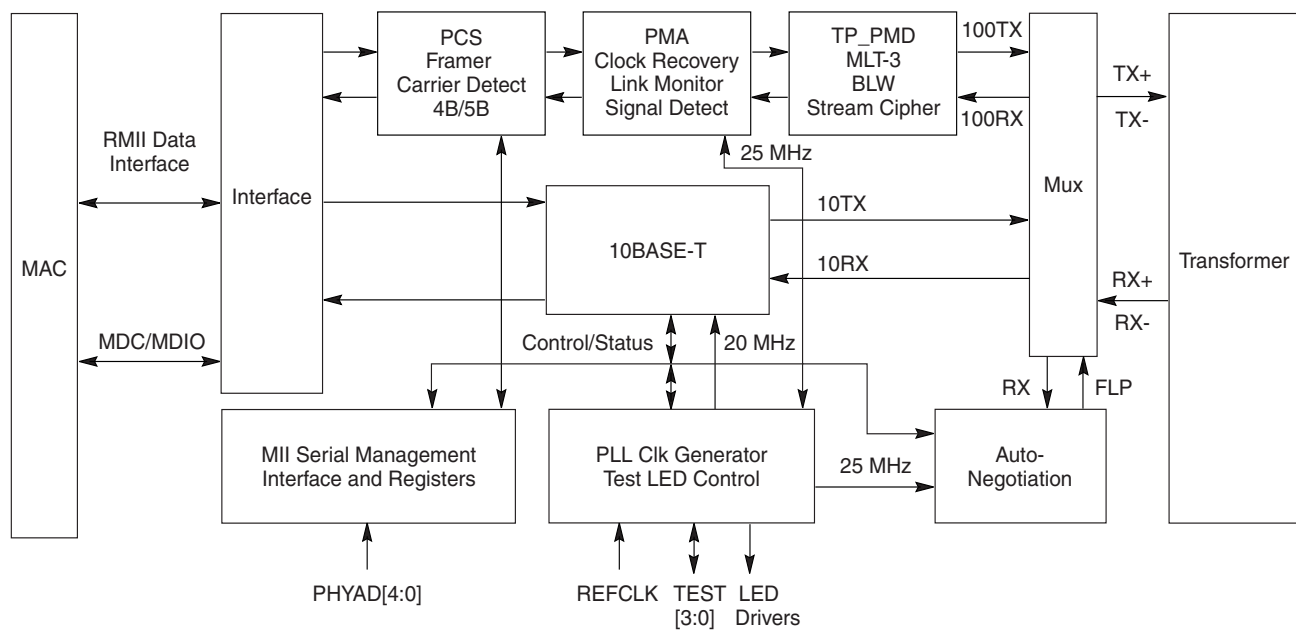 MAC
RMII Data
Interface
MDC/MDIO
Interface
PCS
Framer
Carrier Detect
4B/5B
PMA
Clock Recovery
Link Monitor
Signal Detect
TP_PMD
MLT-3
BLW
Stream Cipher
100TX
100RX
Mux
TX+
TX-
Transformer
25 MHz
10BASE-T
10TX
10RX
RX+
RX-
Control/Status
20 MHz
RX
FLP
MII Serial Management
Interface and Registers
PLL Clk Generator
Test LED Control
25 MHz
Auto-
Negotiation
PHYAD[4:0]
REFCLK
TEST
[3:0]
LED
Drivers